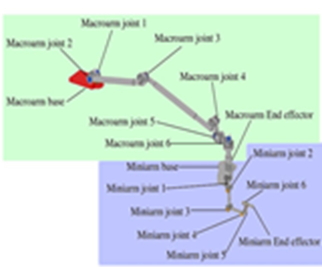 Macroarm joint 1
Macroarm joint 2
Macroarm joint 3
Macroarm joint 4
Macroarm base
Macroarm End effector
Macroarm joint 5
Macroarm joint 6
Miniarm joint 2
Miniarm base
Miniarm joint 1
Miniarm joint 6
Miniarm joint 3
Miniarm joint 4
Miniarm End effector
Miniarm joint 5